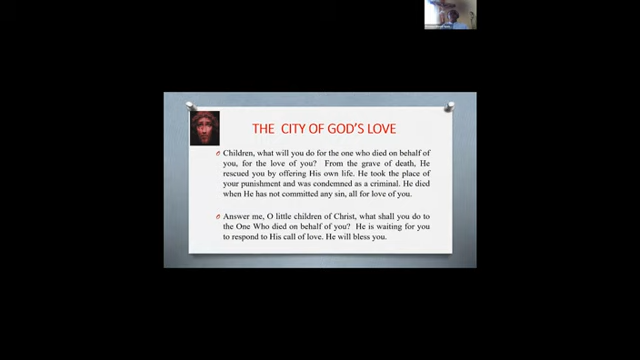 THE CITY OF GOD'S LOVE
Children, what will you do for the one who died on behalf of
you, for the love of you? From the grave of death, He
rescued you by offering His own life. He took the place of
your punishment and was condemned as a criminal. He died
when He has not committed any sin, all for love of you.
Answer me, O little children of Christ, what shall you do to
the One Who died on behalf of you? He is waiting for you
to respond to His call of love. He will bless you.